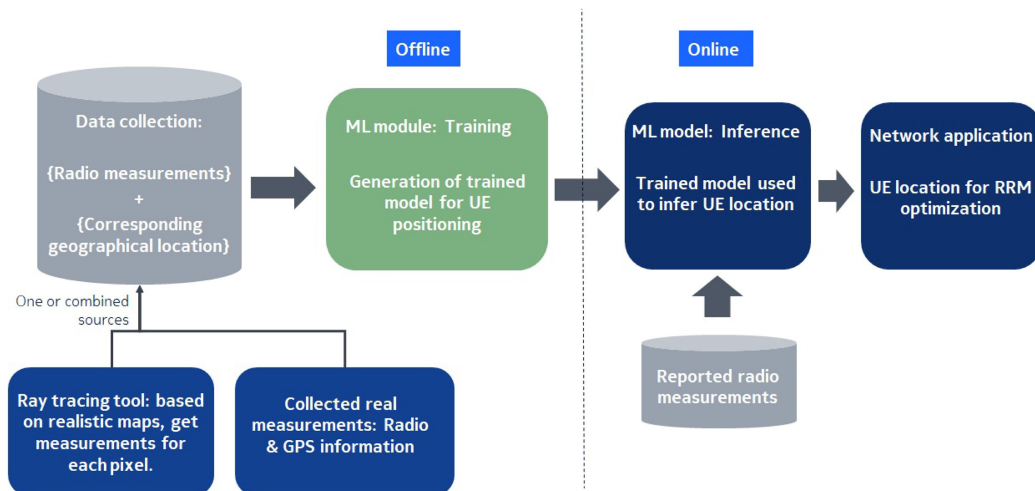 Offline
Online
Data collection:
{Radio measurements}
+
{Corresponding
geographical location}
ML module: Training
Generation of trained
model for UE
positioning
ML model: Inference
Trained model used
to infer UE location
Network application
UE location for RRM
optimization
One or combined
sources
Ray tracing tool: based
on realistic maps, get
measurements for
each pixel.
Collected real
measurements: Radio
& GPS information
Reported radio
measurements